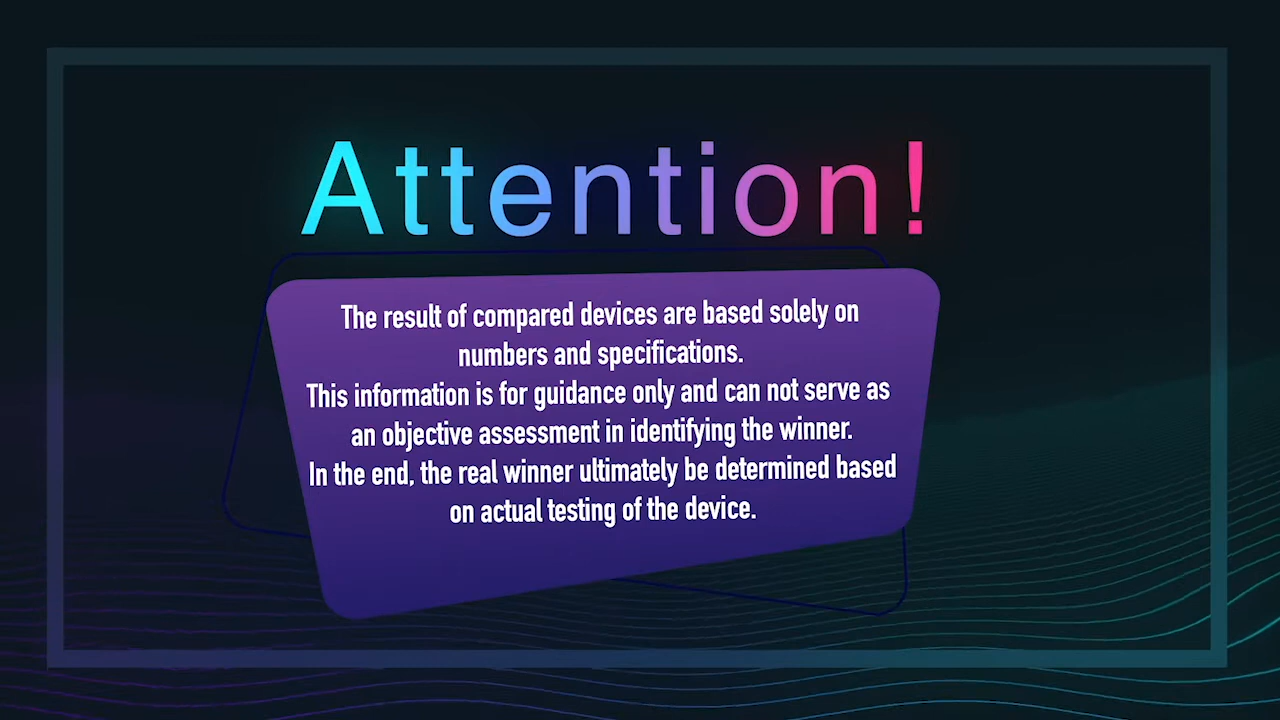 Attention!
The result of compared devices are based solely on
numbers and specifications.
This information is for guidance only and can not serve as
an objective assessment in identifying the winner.
In the end, the real winner ultimately be determined based
on actual testing of the device.